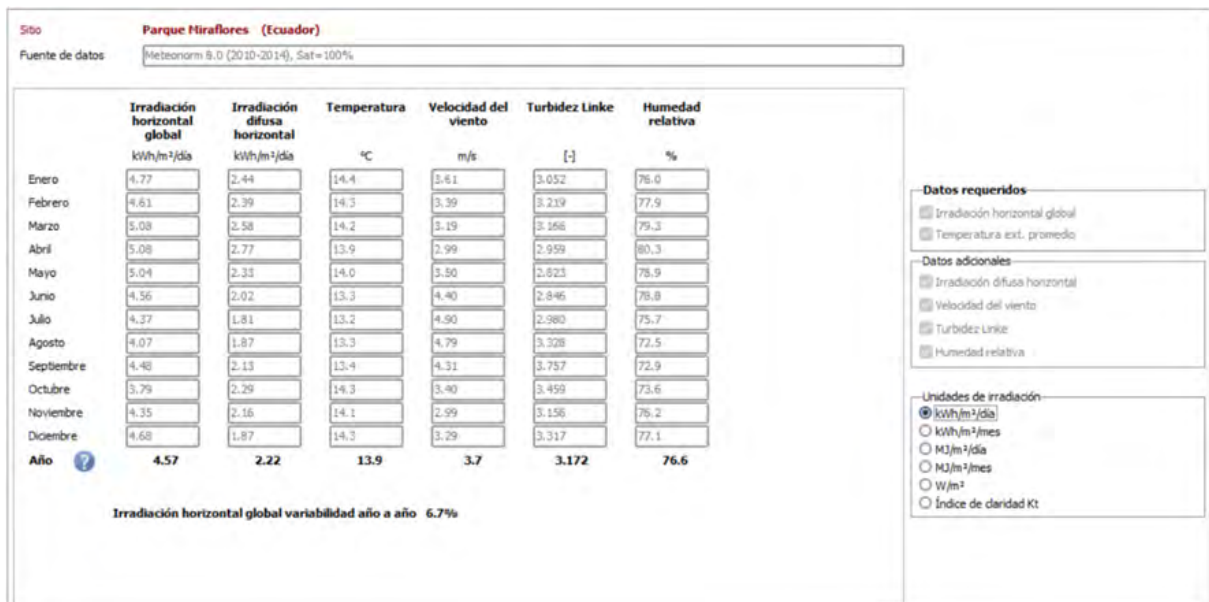 Sitio Parque Miraflores (Ecuador)
Fuente de datos Meteonorm 8.0 (2010-2014), Sat=100%
Irradiación horizontal global Irradiación difusa horizontal Temperatura Velocidad del viento Turbidez Linke Humedad relativa
kWh/m²/día kWh/m²/día °C m/s [-] %
Enero 4.77 2.44 14.4 3.61 3.052 76.0
Febrero 4.61 2.39 14.3 3.39 3.219 77.9
Marzo 5.08 2.58 14.2 3.19 3.166 79.3
Abril 5.08 2.77 13.9 2.99 2.959 80.3
Mayo 5.04 2.33 14.0 3.50 2.823 78.9
Junio 4.56 2.02 13.3 4.40 2.846 78.8
Julio 4.37 1.81 13.2 4.90 2.980 75.7
Agosto 4.07 1.87 13.3 4.79 3.328 72.5
Septiembre 4.48 2.13 13.4 4.31 3.757 72.9
Octubre 3.79 2.29 14.3 3.40 3.459 73.6
Noviembre 4.35 2.16 14.1 2.99 3.156 76.2
Diciembre 4.68 1.87 14.3 3.29 3.317 77.1
Año ? 4.57 2.22 13.9 3.7 3.172 76.6
Irradiación horizontal global variabilidad año a año 6.7%
Datos requeridos
Irradiación horizontal global
Temperatura ext. promedio
Datos adicionales
Irradiación difusa horizontal
Velocidad del viento
Turbidez Linke
Humedad relativa
Unidades de irradiación
kWh/m²/día
kWh/m²/mes
MJ/m²/día
MJ/m²/mes
W/m²
Índice de claridad Kt